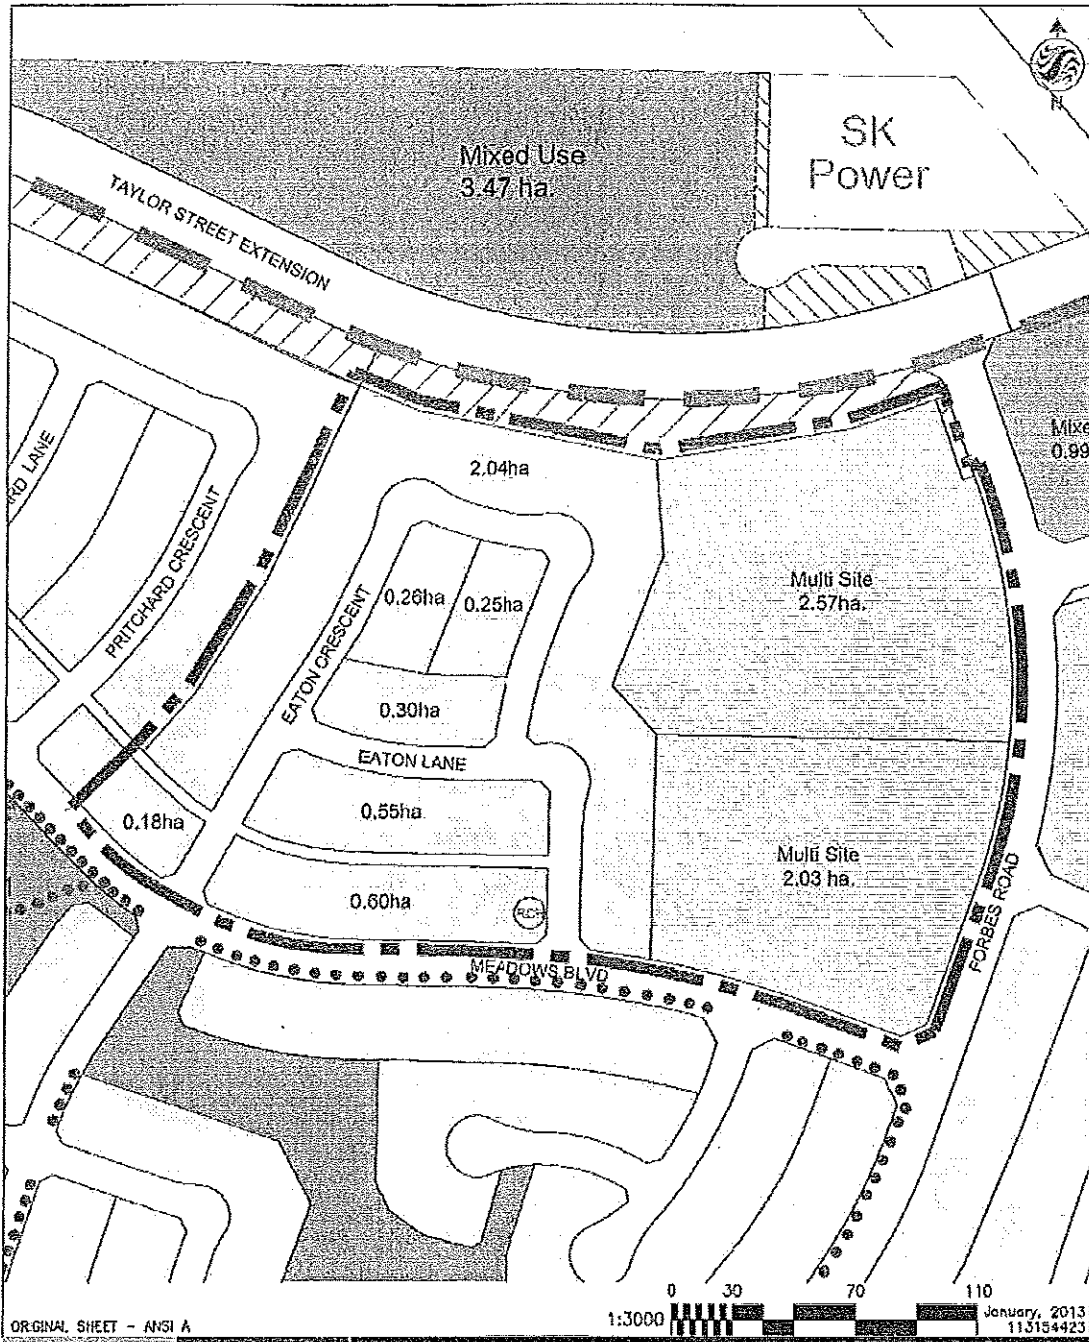 N
SK
Power
Mixed Use
3.47 ha.
TAYLOR STREET EXTENSION
Mixe
0.99
2.04ha
RD LANE
PRITCHARD CRESCENT
EATON CRESCENT
0.26ha
0.25ha
Multi Site
2.57ha.
0.30ha
EATON LANE
0.55ha
0.18ha
Multi Site
2.03 ha.
0.60ha
FORBES ROAD
MEADOWS BLVD
ORIGINAL SHEET - ANSI A
1:3000
0 30 70 110
January, 2013
113154423